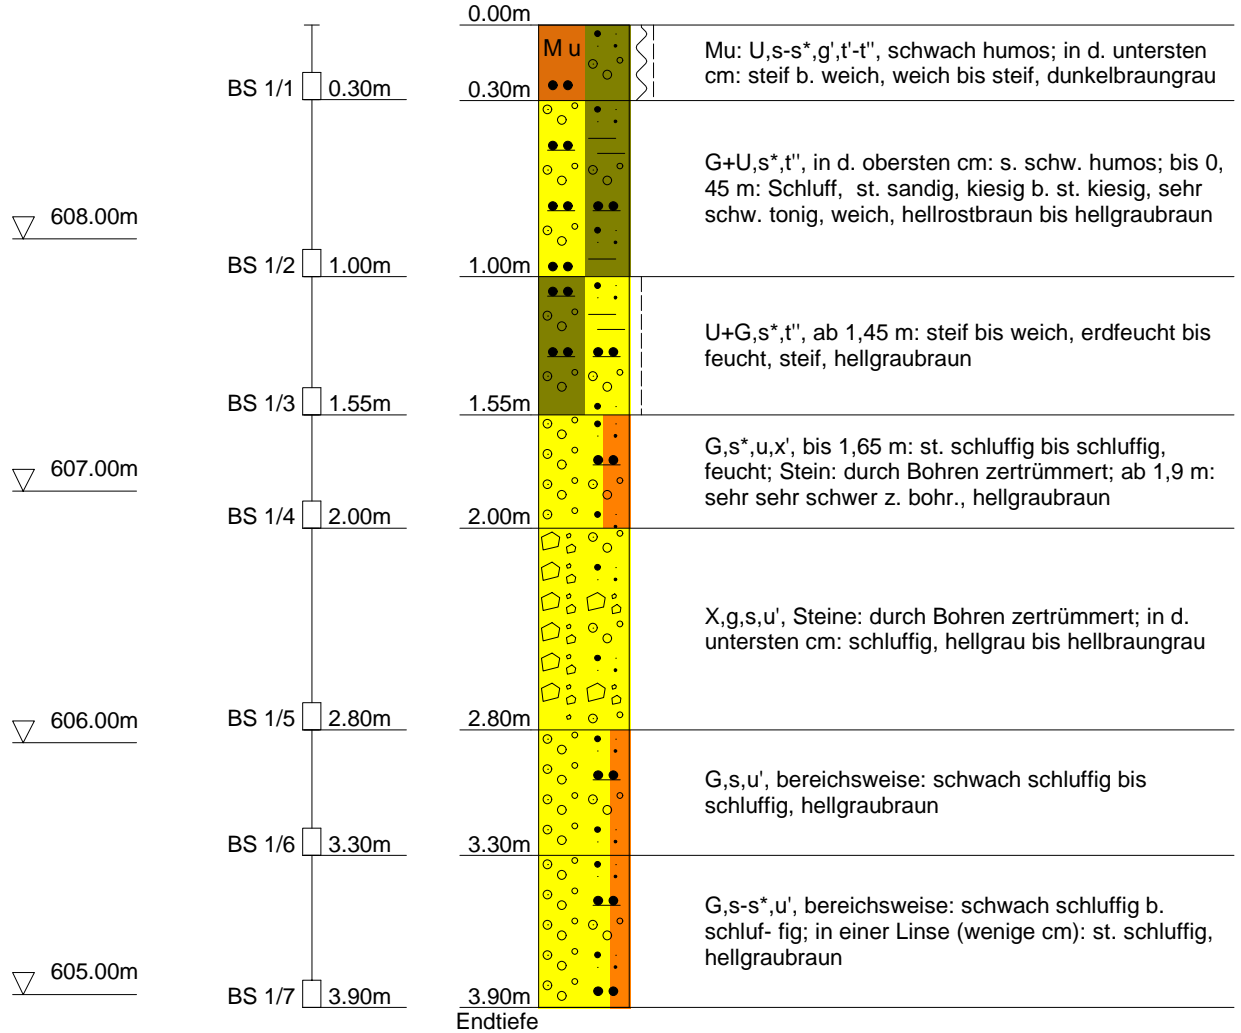 0.00m
Mu
Mu: U,s-s*,g',t'-t'', schwach humos; in d. untersten
cm: steif b. weich, weich bis steif, dunkelbraungrau
BS 1/1 0.30m 0.30m
G+U,s*,t'', in d. obersten cm: s. schw. humos; bis 0,
45 m: Schluff, st. sandig, kiesig b. st. kiesig, sehr
schw. tonig, weich, hellrostbraun bis hellgraubraun
608.00m
BS 1/2 1.00m 1.00m
U+G,s*,t'', ab 1,45 m: steif bis weich, erdfeucht bis
feucht, steif, hellgraubraun
BS 1/3 1.55m 1.55m
G,s*,u,x', bis 1,65 m: st. schluffig bis schluffig,
feucht; Stein: durch Bohren zertrümmert; ab 1,9 m:
sehr sehr schwer z. bohr., hellgraubraun
607.00m
BS 1/4 2.00m 2.00m
X,g,s,u', Steine: durch Bohren zertrümmert; in d.
untersten cm: schluffig, hellgrau bis hellbraungrau
606.00m
BS 1/5 2.80m 2.80m
G,s,u', bereichsweise: schwach schluffig bis
schluffig, hellgraubraun
BS 1/6 3.30m 3.30m
G,s-s*,u', bereichsweise: schwach schluffig b.
schluf- fig; in einer Linse (wenige cm): st. schluffig,
hellgraubraun
605.00m
BS 1/7 3.90m 3.90m
Endtiefe